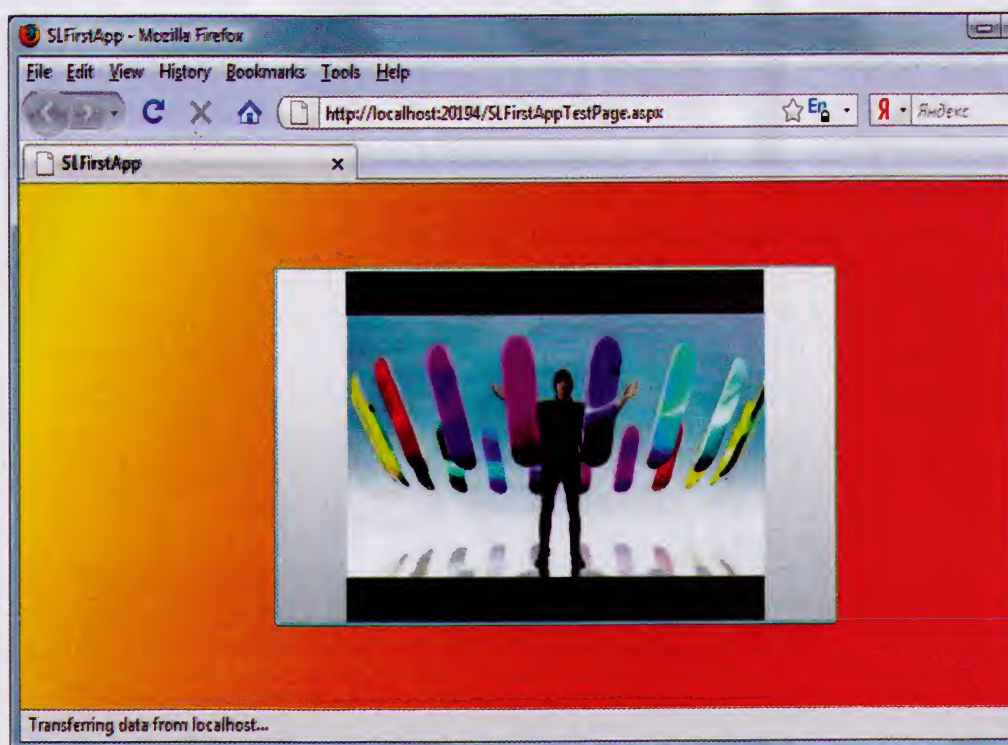 SLFirstApp - Mozilla Firefox
File Edit View History Bookmarks Tools Help
http://localhost:20194/SLFirstAppTestPage.aspx En Я Яндекс
SLFirstApp x
Transferring data from localhost...